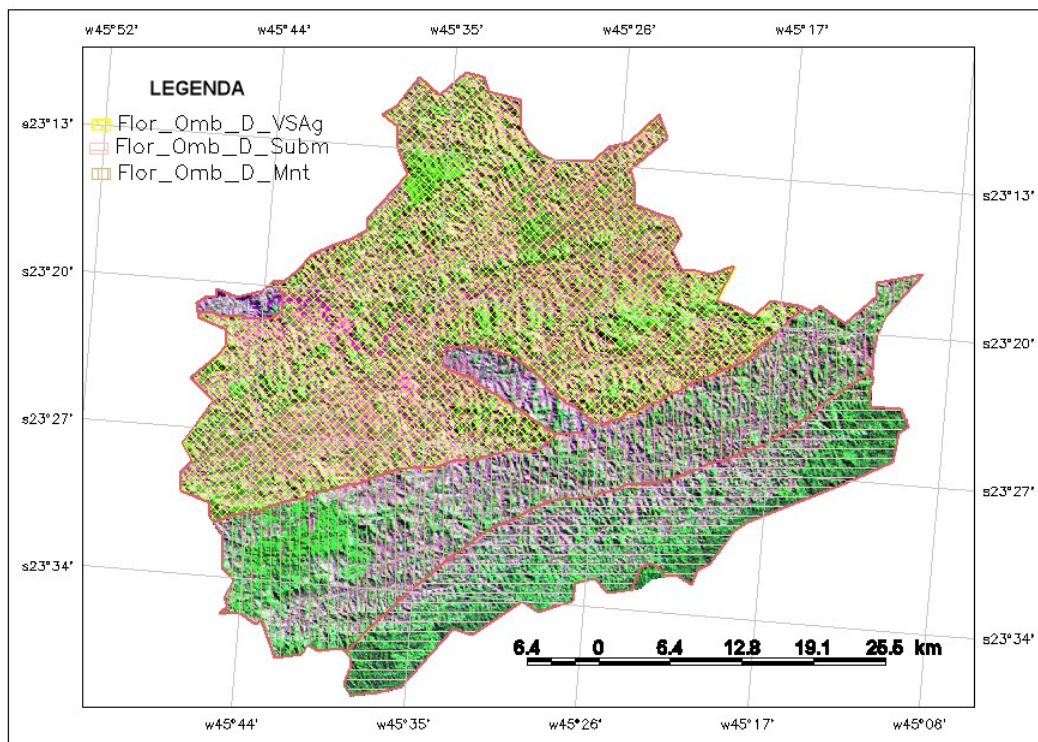 w45°52' w45°44' w45°35' w45°26' w45°17'
LEGENDA
s23°13'
Flor_Omb_D_VSAg
Flor_Omb_D_Subm
Flor_Omb_D_Mnt
s23°13'
s23°20'
s23°20'
s23°27'
s23°27'
s23°34'
s23°34'
6.4 0 6.4 12.8 19.1 25.5 km
w45°44' w45°35' w45°26' w45°17' w45°08'